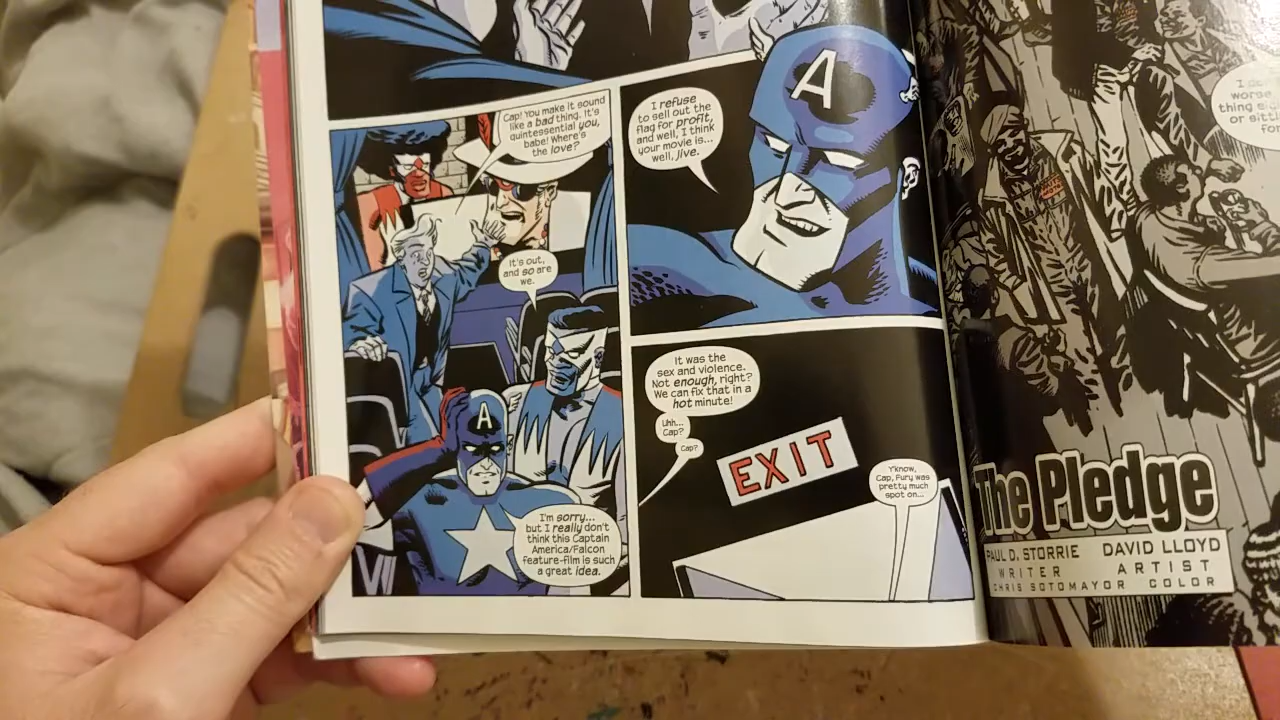 Cap! You make it sound
like a bad thing. It's
quintessential you,
babe! Where's
the love?
It's out,
and so are
we.
A
I'm sorry...
but I really don't
think this Captain
America/Falcon
feature-film is such
a great idea.
I refuse
to sell out the
flag for profit,
and well, I think
your movie is...
well, jive.
A
It was the
sex and violence.
Not enough, right?
We can fix that in a
hot minute!
Uhh...
Cap?
Cap?
EXIT
Y'know,
Cap, Fury was
pretty much
spot on...
worse
thing
or
The Pledge
PAUL D. STORRIE DAVID LLOYD
WRITER ARTIST
CHRIS SOTOMAYOR COLOR